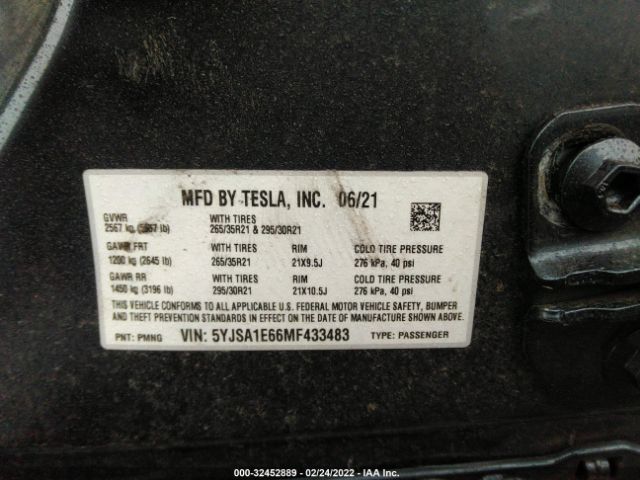 MFD BY TESLA, INC. 06/21
GVWR WITH TIRES
2567 kg ( lb) 265/35R21 & 295/30R21
GAWR FRT WITH TIRES RIM COLD TIRE PRESSURE
1200 kg (2645 lb) 265/35R21 21X9.5J 276 kPa, 40 psi
GAWR RR WITH TIRES RIM COLD TIRE PRESSURE
1450 kg (3196 lb) 295/30R21 21X10.5J 276 kPa, 40 psi
THIS VEHICLE CONFORMS TO ALL APPLICABLE U.S. FEDERAL MOTOR VEHICLE SAFETY, BUMPER
AND THEFT PREVENTION STANDARDS IN EFFECT ON THE DATE OF MANUFACTURE SHOWN ABOVE.
PNT: PMNG VIN: 5YJSA1E66MF433483 TYPE: PASSENGER
000-32452889 - 02/24/2022 - IAA Inc.